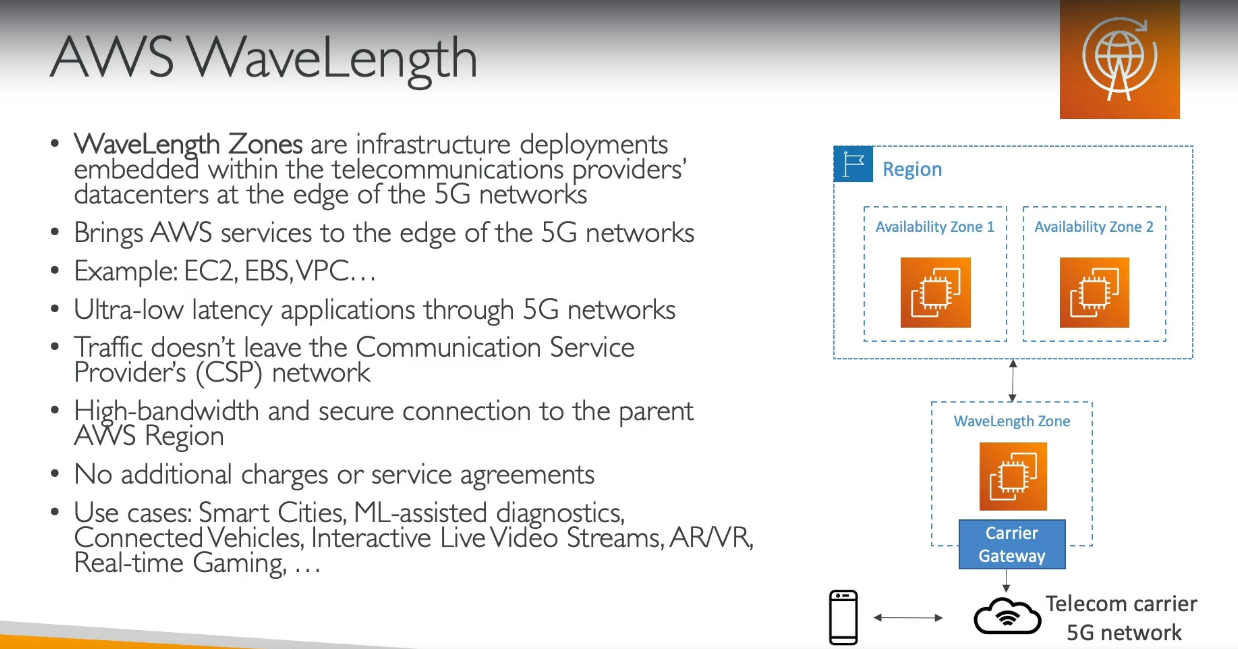 AWS WaveLength
• WaveLength Zones are infrastructure deployments
embedded within the telecommunications providers’
datacenters at the edge of the 5G networks
• Brings AWS services to the edge of the 5G networks
• Example: EC2, EBS, VPC…
• Ultra-low latency applications through 5G networks
• Traffic doesn’t leave the Communication Service
Provider’s (CSP) network
• High-bandwidth and secure connection to the parent
AWS Region
• No additional charges or service agreements
• Use cases: Smart Cities, ML-assisted diagnostics,
Connected Vehicles, Interactive Live Video Streams, AR/VR,
Real-time Gaming, …
Region
Availability Zone 1
Availability Zone 2
WaveLength Zone
Carrier
Gateway
Telecom carrier
5G network